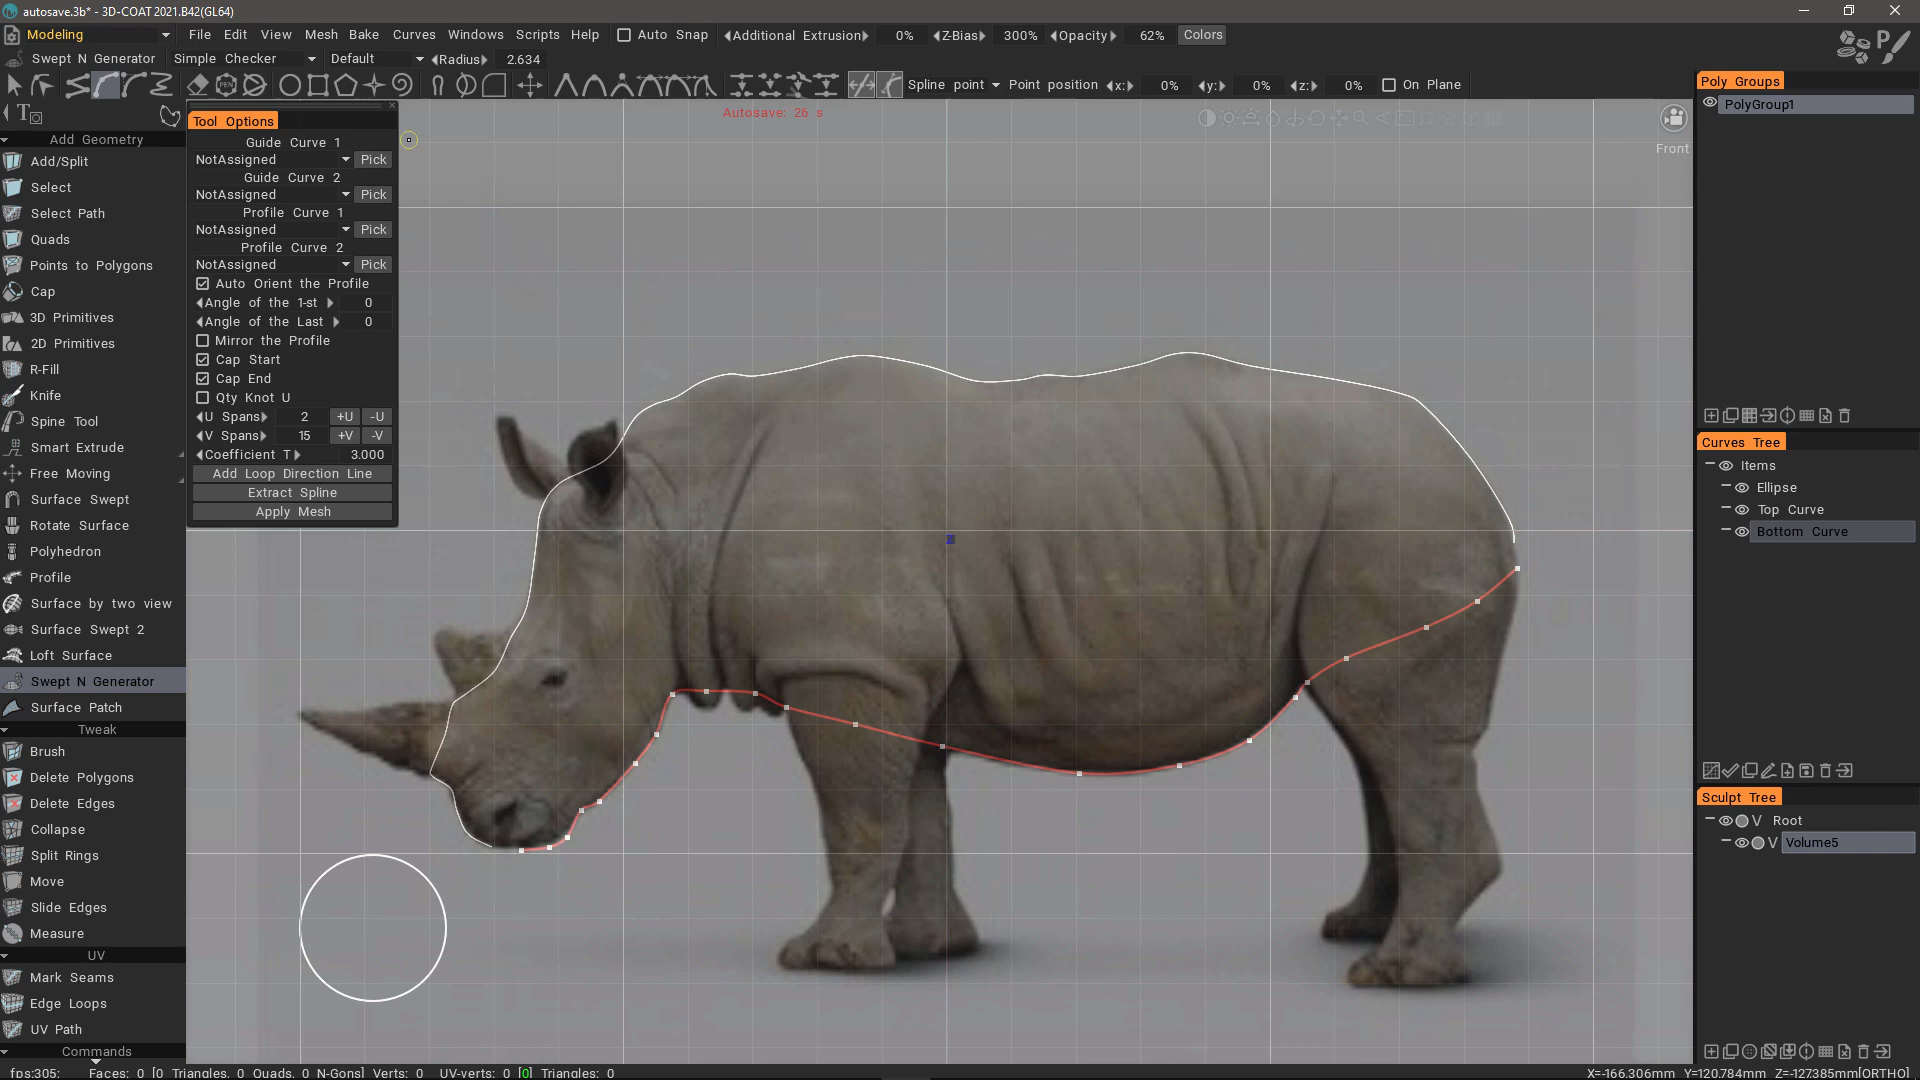 autosave.3b* - 3D-COAT 2021.B42(GL64)
Modeling File Edit View Mesh Bake Curves Windows Scripts Help Auto Snap Additional Extrusion 0% Z-Bias 300% Opacity 62% Colors
Swept N Generator Simple Checker Default Radius 2.634
Spline point Point position x: 0% y: 0% z: 0% On Plane
Autosave: 26 s
Front
Add Geometry
Add/Split
Select
Select Path
Quads
Points to Polygons
Cap
3D Primitives
2D Primitives
R-Fill
Knife
Spine Tool
Smart Extrude
Free Moving
Surface Swept
Rotate Surface
Polyhedron
Profile
Surface by two view
Surface Swept 2
Loft Surface
Swept N Generator
Surface Patch
Tweak
Brush
Delete Polygons
Delete Edges
Collapse
Split Rings
Move
Slide Edges
Measure
UV
Mark Seams
Edge Loops
UV Path
Commands
Tool Options
Guide Curve 1
NotAssigned Pick
Guide Curve 2
NotAssigned Pick
Profile Curve 1
NotAssigned Pick
Profile Curve 2
NotAssigned Pick
Auto Orient the Profile
Angle of the 1-st 0
Angle of the Last 0
Mirror the Profile
Cap Start
Cap End
Qty Knot U
U Spans 2 +U -U
V Spans 15 +V -V
Coefficient T 3.000
Add Loop Direction Line
Extract Spline
Apply Mesh
Poly Groups
PolyGroup1
Curves Tree
Items
Ellipse
Top Curve
Bottom Curve
Sculpt Tree
V Root
V Volume5
fps:305; Faces: 0 [0 Triangles, 0 Quads, 0 N-Gons] Verts: 0 UV-verts: 0 [0] Triangles: 0
X=-166.306mm Y=120.784mm Z=-127.385mm[ORTHO]